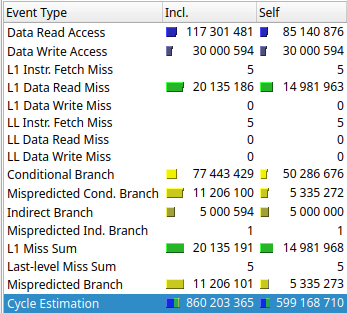 Event Type Incl. Self
Data Read Access 117 301 481 85 140 876
Data Write Access 30 000 594 30 000 594
L1 Instr. Fetch Miss 5 5
L1 Data Read Miss 20 135 186 14 981 963
L1 Data Write Miss 0 0
LL Instr. Fetch Miss 5 5
LL Data Read Miss 0 0
LL Data Write Miss 0 0
Conditional Branch 77 443 429 50 286 676
Mispredicted Cond. Branch 11 206 100 5 335 272
Indirect Branch 5 000 594 5 000 000
Mispredicted Ind. Branch 1 1
L1 Miss Sum 20 135 191 14 981 968
Last-level Miss Sum 5 5
Mispredicted Branch 11 206 101 5 335 273
Cycle Estimation 860 203 365 599 168 710